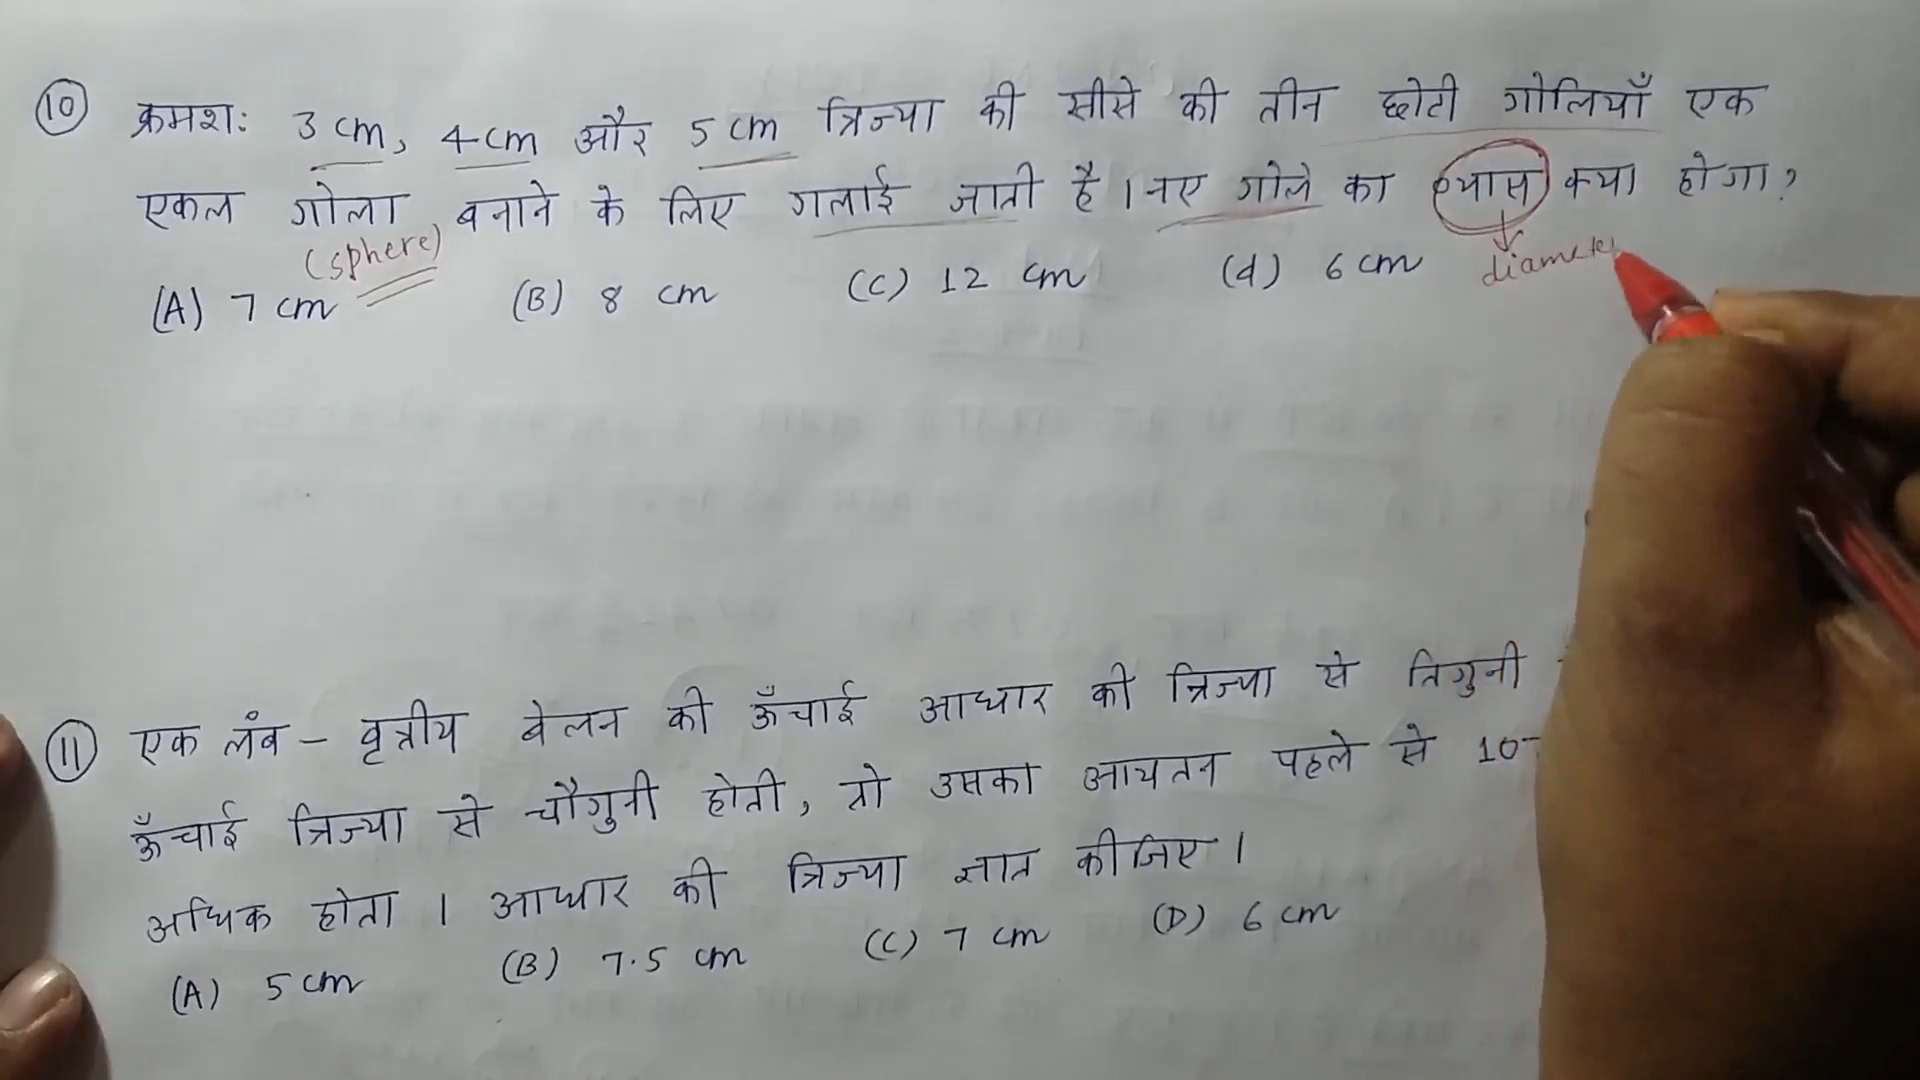 10 क्रमशः 3 cm, 4 cm और 5 cm त्रिज्या की सीसे की तीन छोटी गोलियाँ एक
एकल गोला बनाने के लिए गलाई जाती है । नए गोले का व्यास क्या होगा?
(sphere)
diameter
(A) 7 cm (B) 8 cm (C) 12 cm (d) 6 cm
11 एक लंब - वृत्तीय बेलन की ऊँचाई आधार की त्रिज्या से तिगुनी
ऊँचाई त्रिज्या से चौगुनी होती, तो उसका आयतन पहले से 10
अधिक होता । आधार की त्रिज्या ज्ञात कीजिए ।
(A) 5 cm (B) 7.5 cm (C) 7 cm (D) 6 cm